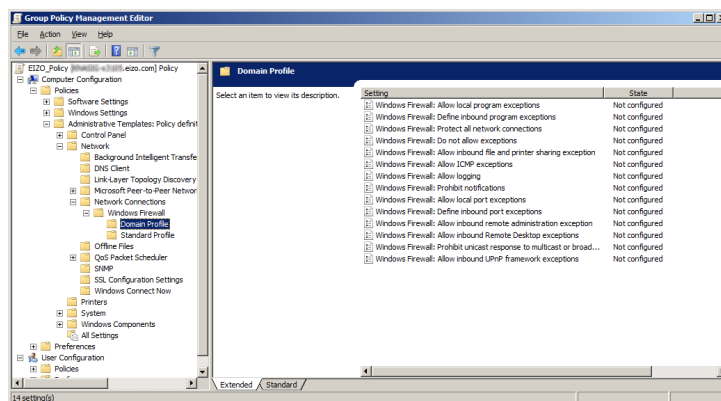 Group Policy Management Editor
File Action View Help
EIZO_Policy .eizo.com] Policy
Computer Configuration
Policies
Software Settings
Windows Settings
Administrative Templates: Policy definit
Control Panel
Network
Background Intelligent Transfe
DNS Client
Link-Layer Topology Discovery
Microsoft Peer-to-Peer Networ
Network Connections
Windows Firewall
Domain Profile
Standard Profile
Offline Files
QoS Packet Scheduler
SNMP
SSL Configuration Settings
Windows Connect Now
Printers
System
Windows Components
All Settings
Preferences
User Configuration
Policies
Domain Profile
Select an item to view its description.
Setting State
Windows Firewall: Allow local program exceptions Not configured
Windows Firewall: Define inbound program exceptions Not configured
Windows Firewall: Protect all network connections Not configured
Windows Firewall: Do not allow exceptions Not configured
Windows Firewall: Allow inbound file and printer sharing exception Not configured
Windows Firewall: Allow ICMP exceptions Not configured
Windows Firewall: Allow logging Not configured
Windows Firewall: Prohibit notifications Not configured
Windows Firewall: Allow local port exceptions Not configured
Windows Firewall: Define inbound port exceptions Not configured
Windows Firewall: Allow inbound remote administration exception Not configured
Windows Firewall: Allow inbound Remote Desktop exceptions Not configured
Windows Firewall: Prohibit unicast response to multicast or broad... Not configured
Windows Firewall: Allow inbound UPnP framework exceptions Not configured
Extended Standard
14 setting(s)